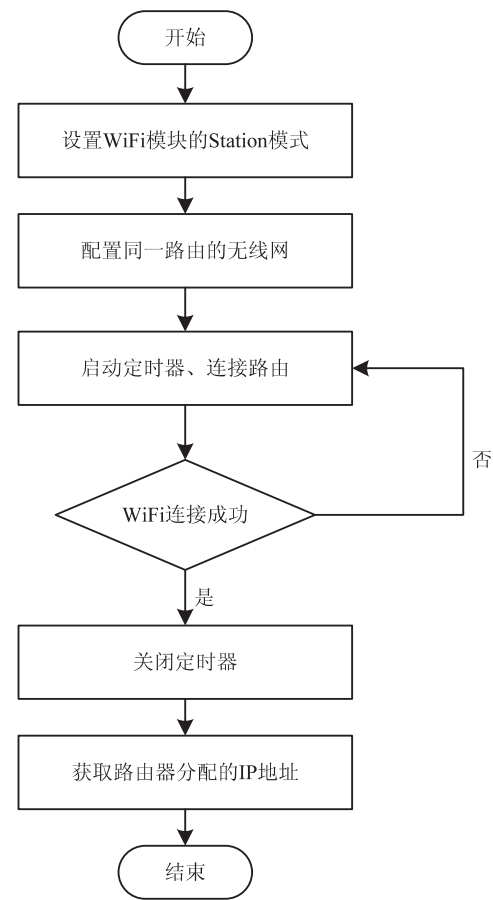 开始
设置WiFi模块的Station模式
配置同一路由的无线网
启动定时器、连接路由
否
WiFi连接成功
是
关闭定时器
获取路由器分配的IP地址
结束